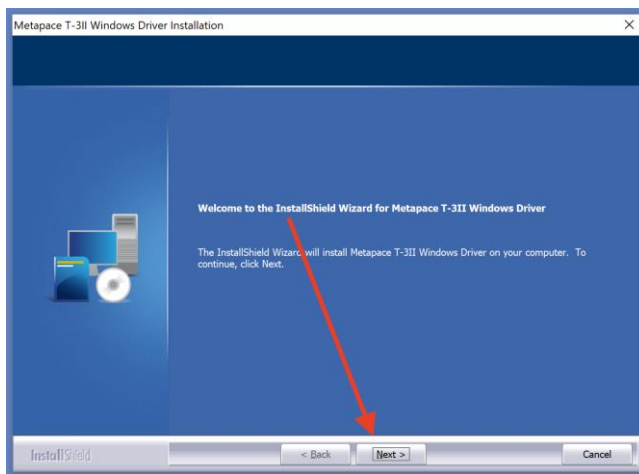 Metapace T-3II Windows Driver Installation
Welcome to the InstallShield Wizard for Metapace T-3II Windows Driver
The InstallShield Wizard will install Metapace T-3II Windows Driver on your computer. To
continue, click Next.
InstallShield
< Back
Next >
Cancel